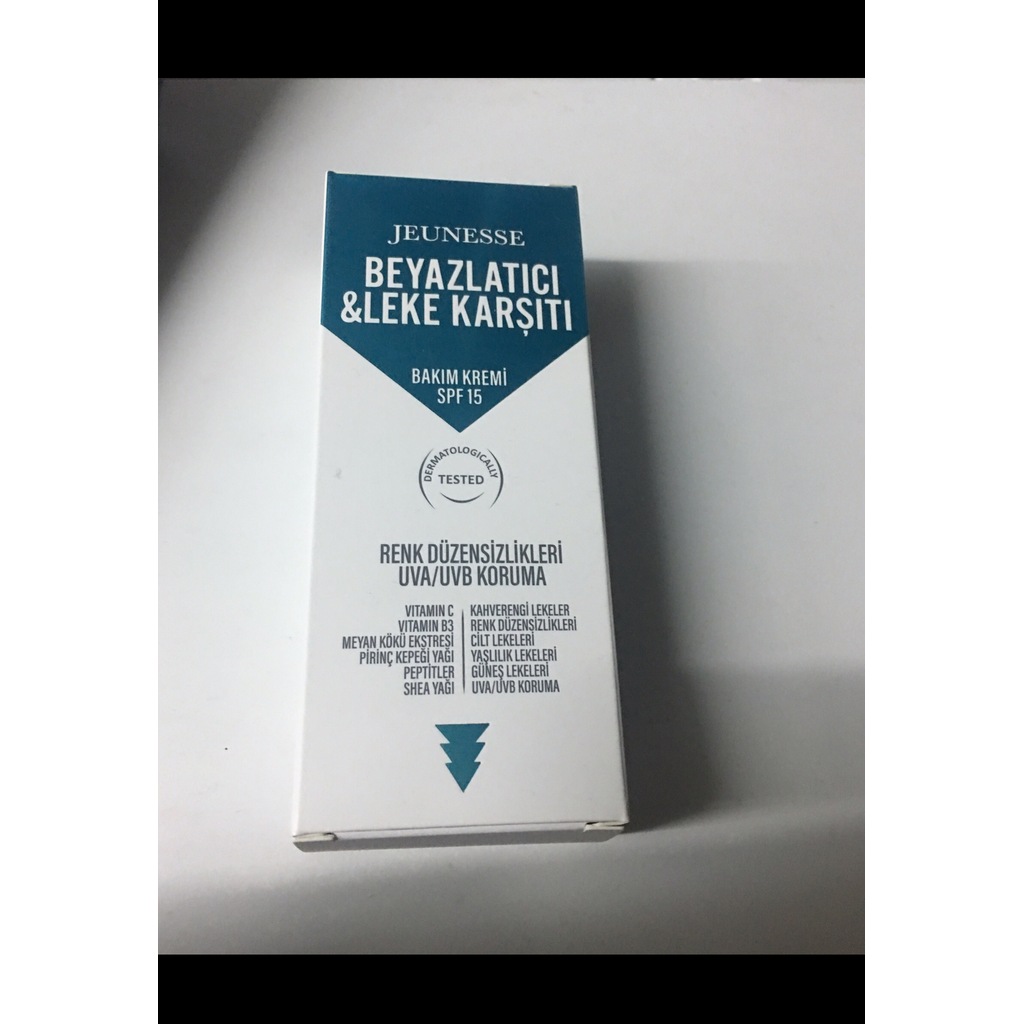 JEUNESSE
BEYAZLATICI
&LEKE KARŞITI
BAKIM KREMİ
SPF 15
DERMATOLOGICALLY
TESTED
RENK DÜZENSİZLİKLERİ
UVA/UVB KORUMA
VITAMIN C
VITAMIN B3
MEYAN KÖKÜ EKSTRESİ
PİRİNÇ KEPEĞİ YAĞI
PEPTİTLER
SHEA YAĞI
KAHVERENGİ LEKELER
RENK DÜZENSİZLİKLERİ
CİLT LEKELERİ
YAŞLILIK LEKELERİ
GÜNEŞ LEKELERİ
UVA/UVB KORUMA